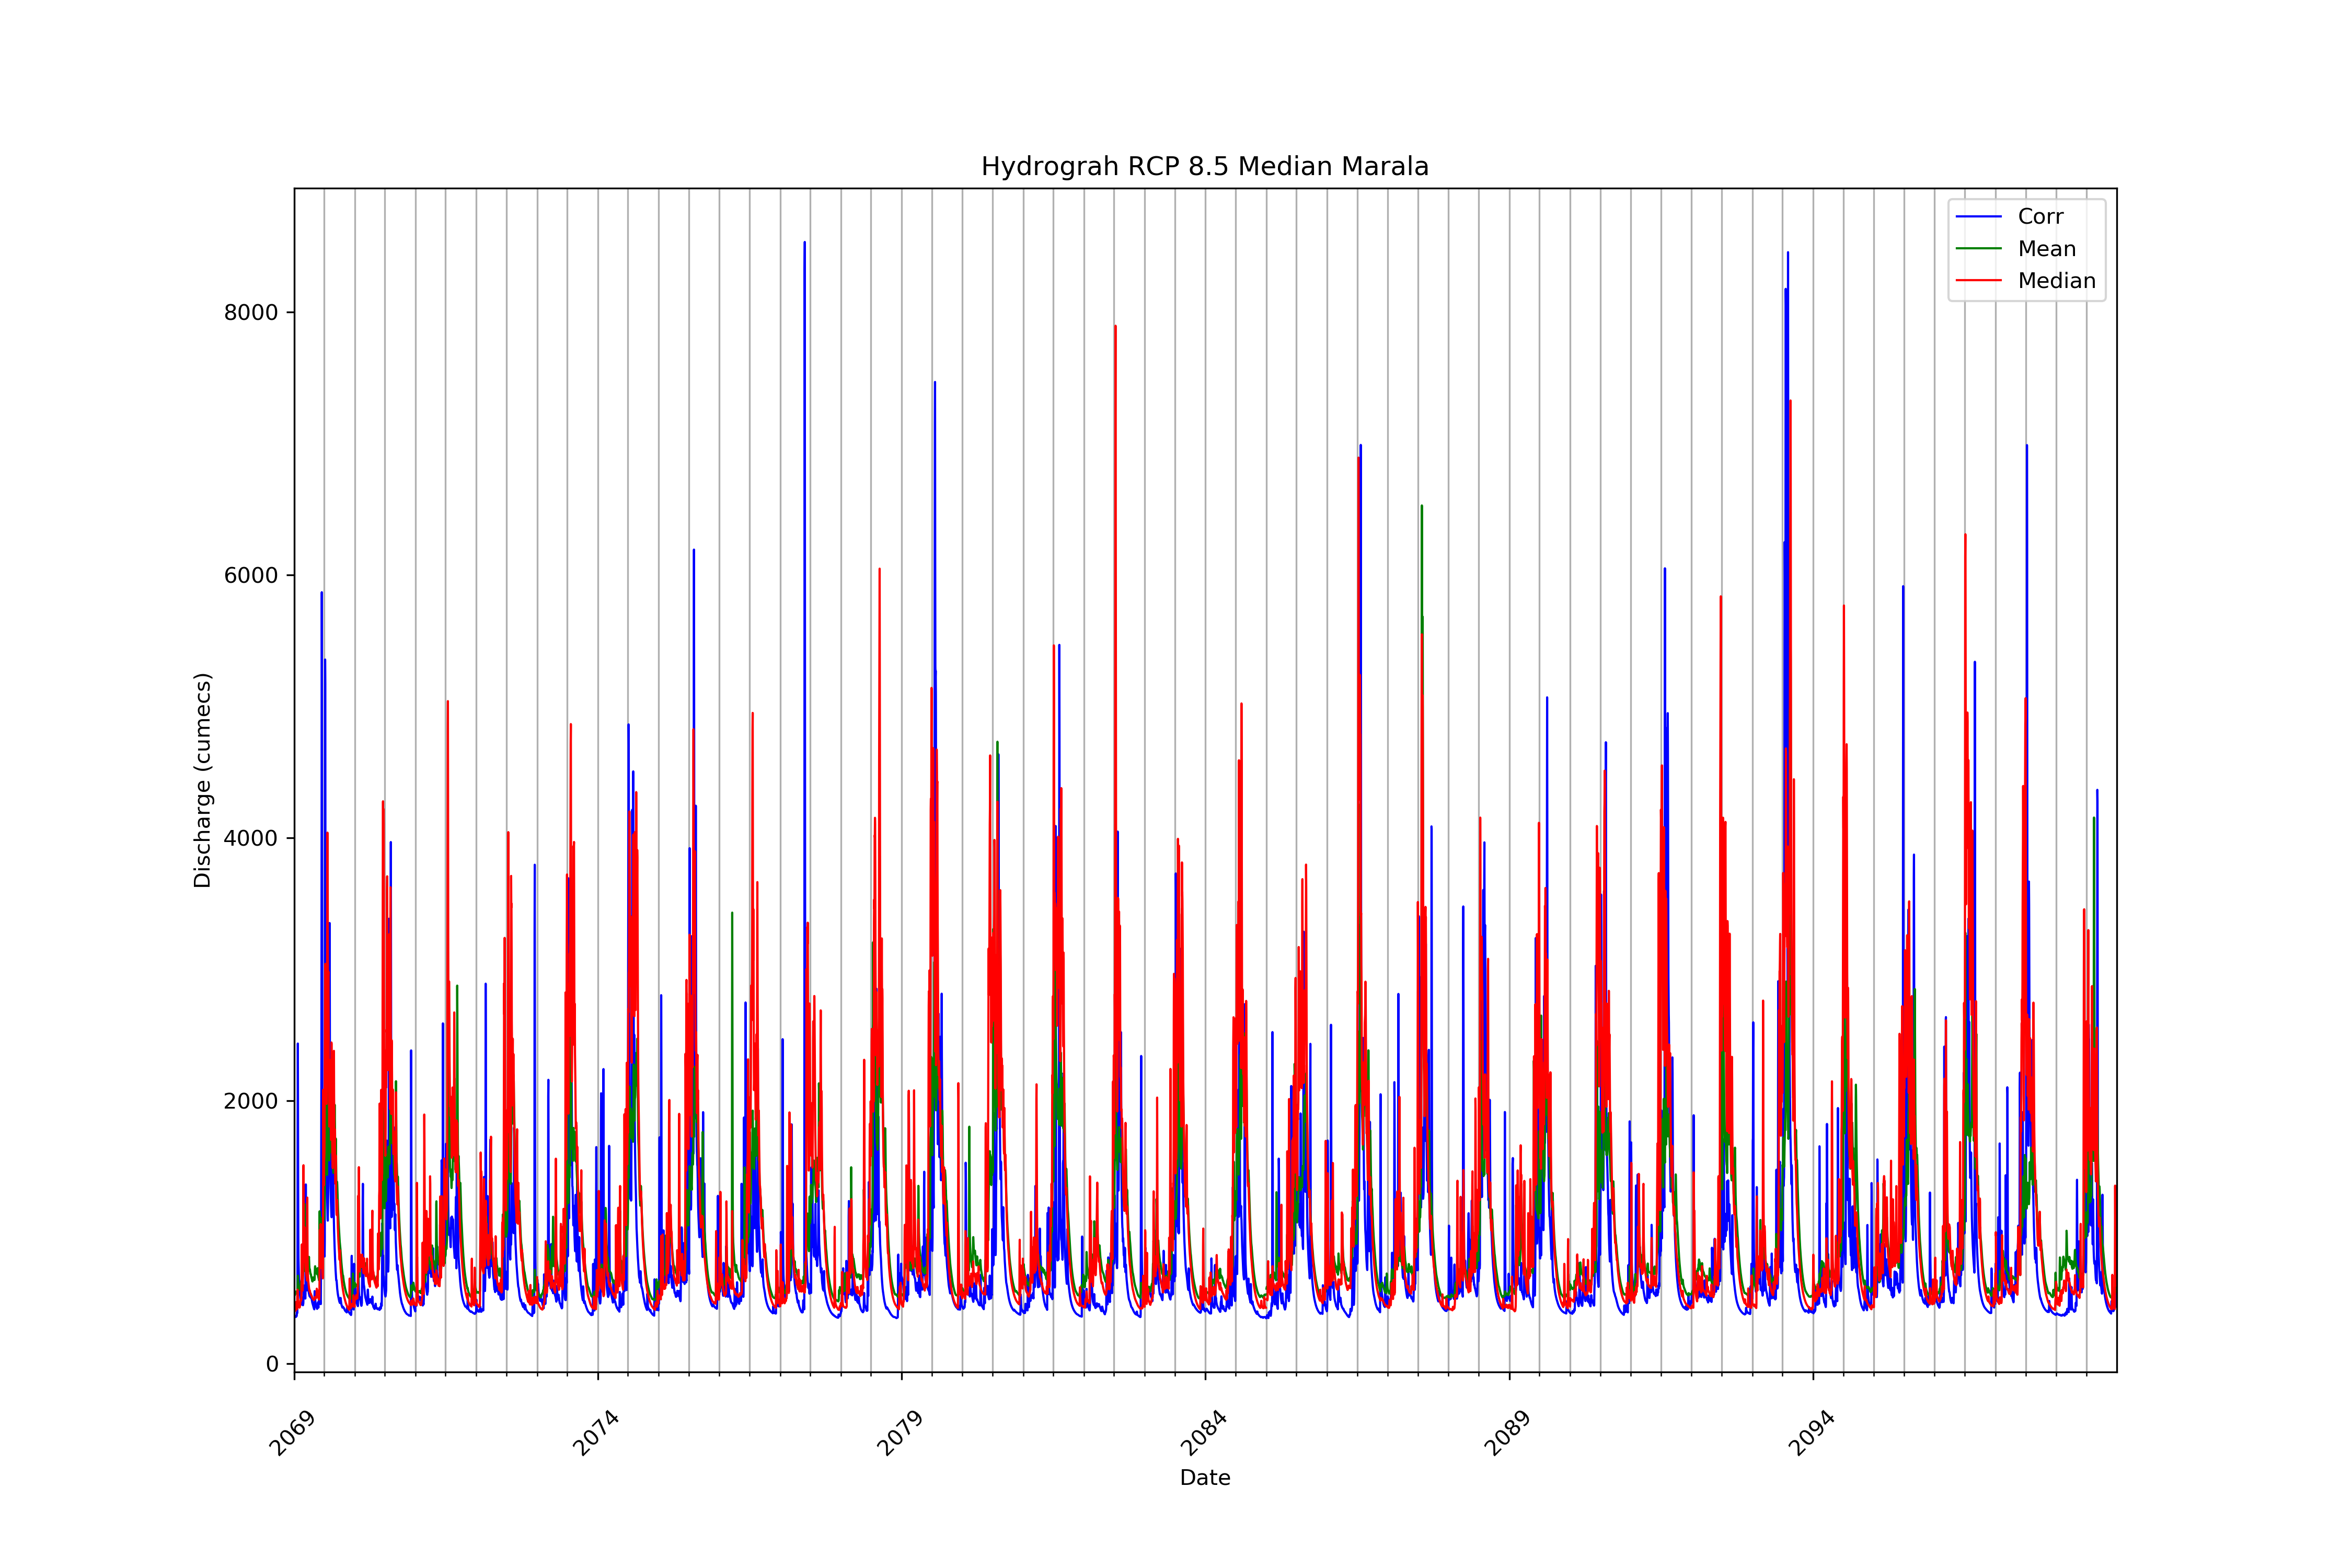 Hydrograh RCP 8.5 Median Marala
Corr
Mean
Median
8000
6000
4000
2000
0
Discharge (cumecs)
2069
2074
2079
2084
2089
2094
Date